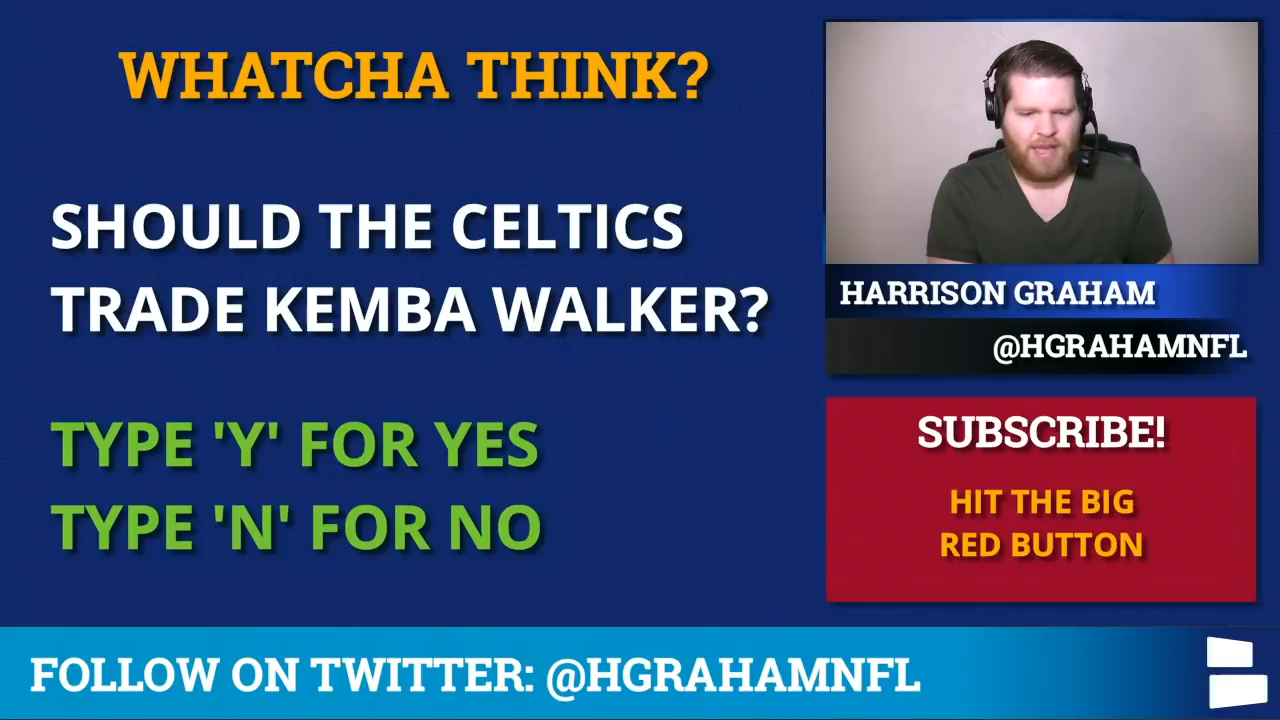 WHATCHA THINK?
SHOULD THE CELTICS
TRADE KEMBA WALKER?
TYPE 'Y' FOR YES
TYPE 'N' FOR NO
HARRISON GRAHAM
@HGRAHAMNFL
SUBSCRIBE!
HIT THE BIG
RED BUTTON
FOLLOW ON TWITTER: @HGRAHAMNFL